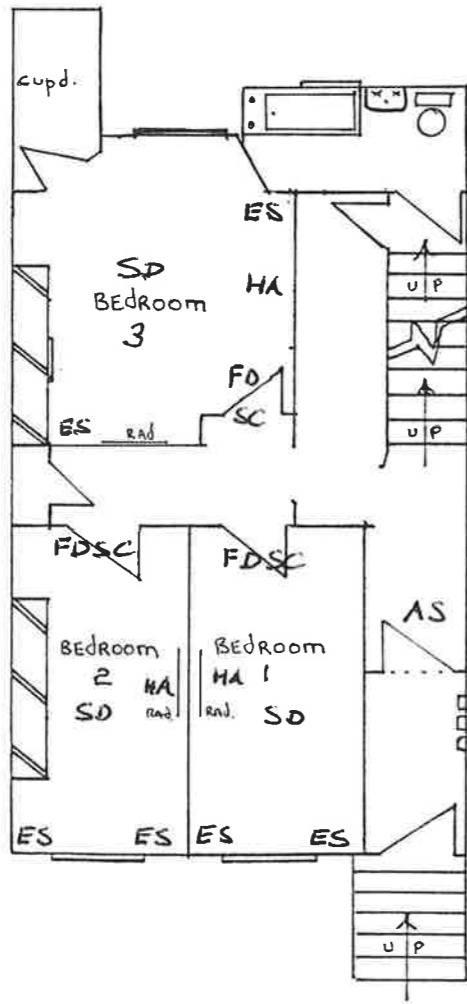 cupd.
ES
SD
BEDROOM
3
HA
UP
FD
SC
ES
RAD
UP
FDSC
FDSC
AS
BEDROOM
2
HA
SD
RAD.
BEDROOM
HA 1
RAD.
SD
ES
ES
ES
ES
UP